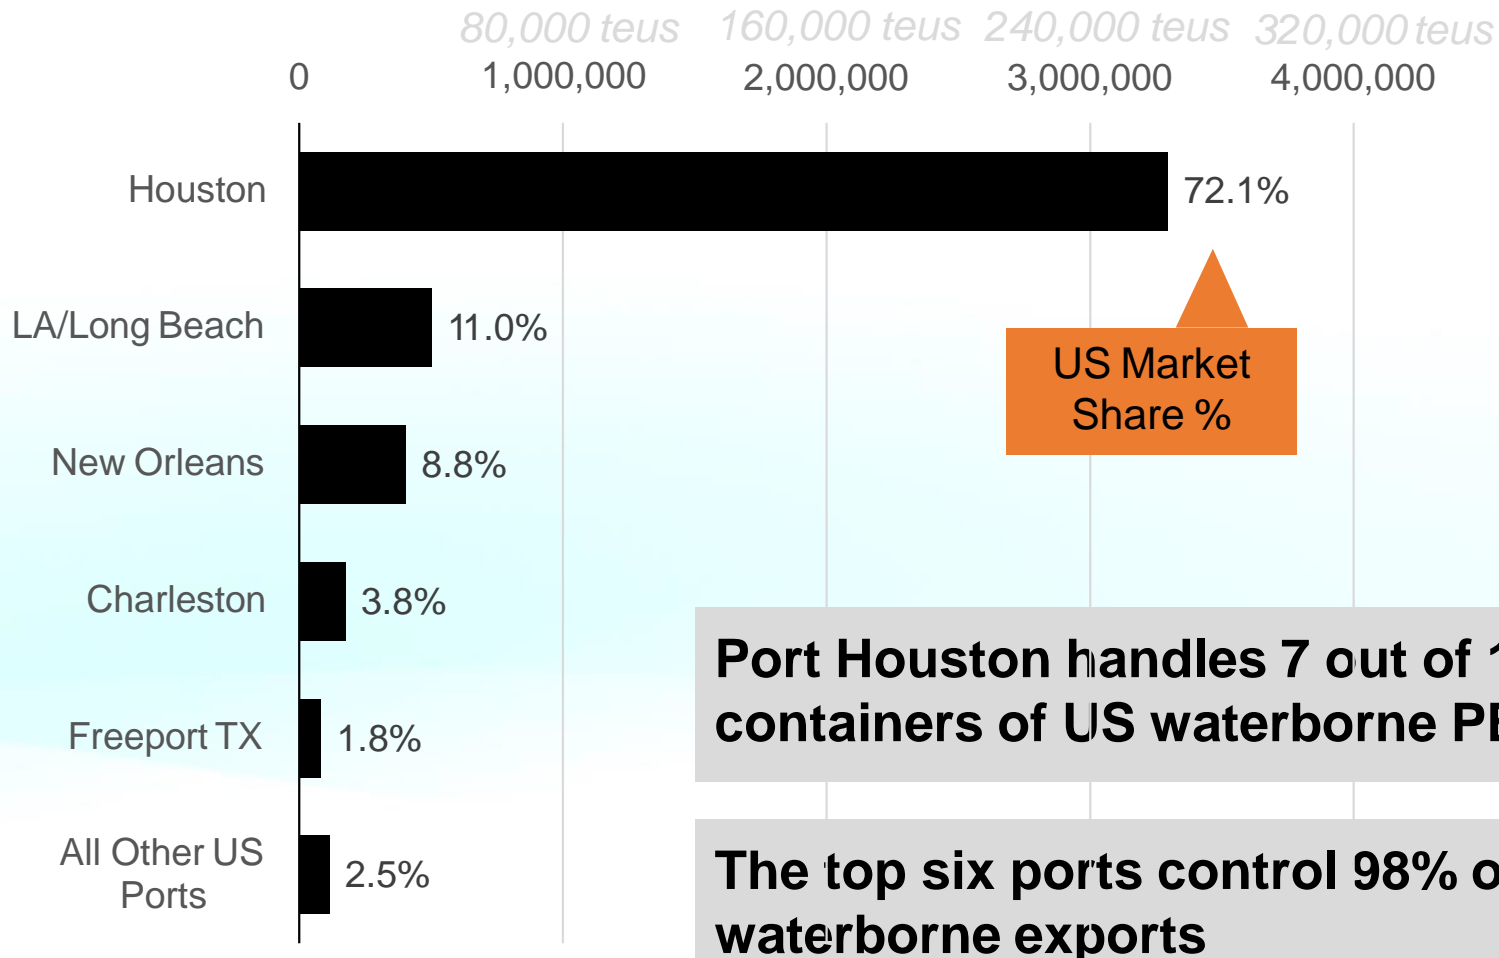 80,000 teus 160,000 teus 240,000 teus 320,000 teus
0 1,000,000 2,000,000 3,000,000 4,000,000
Houston 72.1%
LA/Long Beach 11.0%
US Market
Share %
New Orleans 8.8%
Charleston 3.8%
Port Houston handles 7 out of
containers of US waterborne
Freeport TX 1.8%
All Other US
Ports
2.5%
The top six ports control 98%
waterborne exports